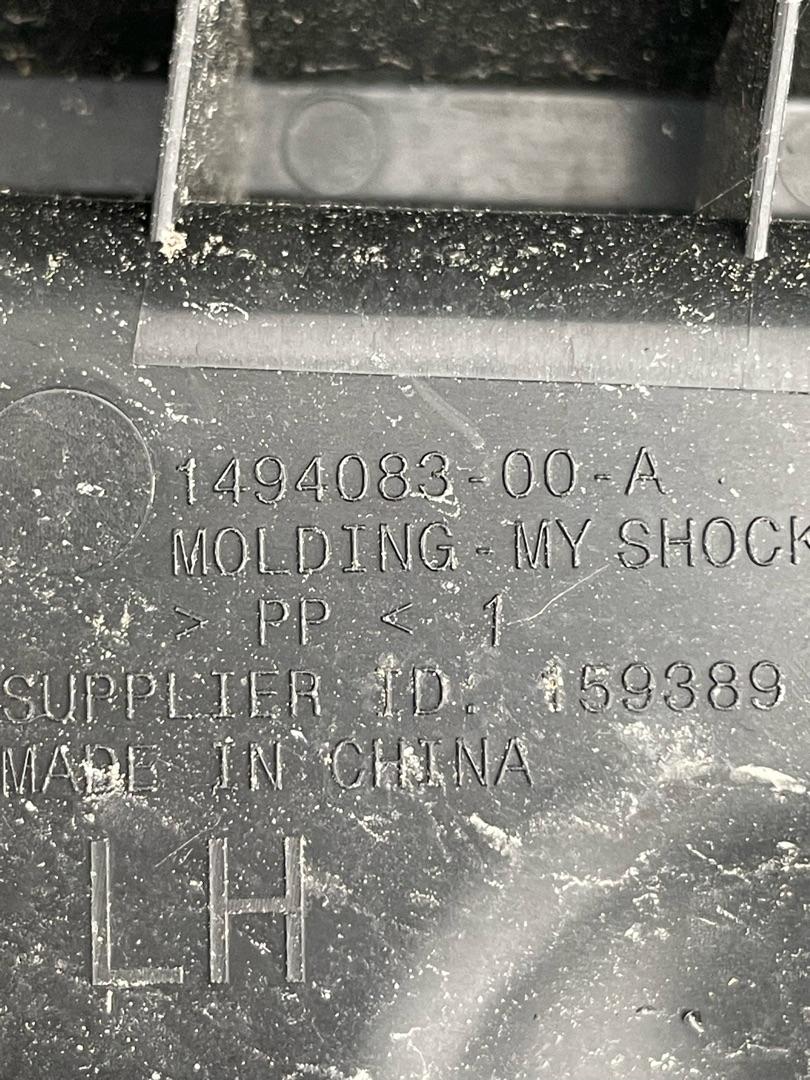 1494083-00-A
MOLDING-MY SHOCK
> PP < 1
SUPPLIER ID: 159389
MADE IN CHINA
LH